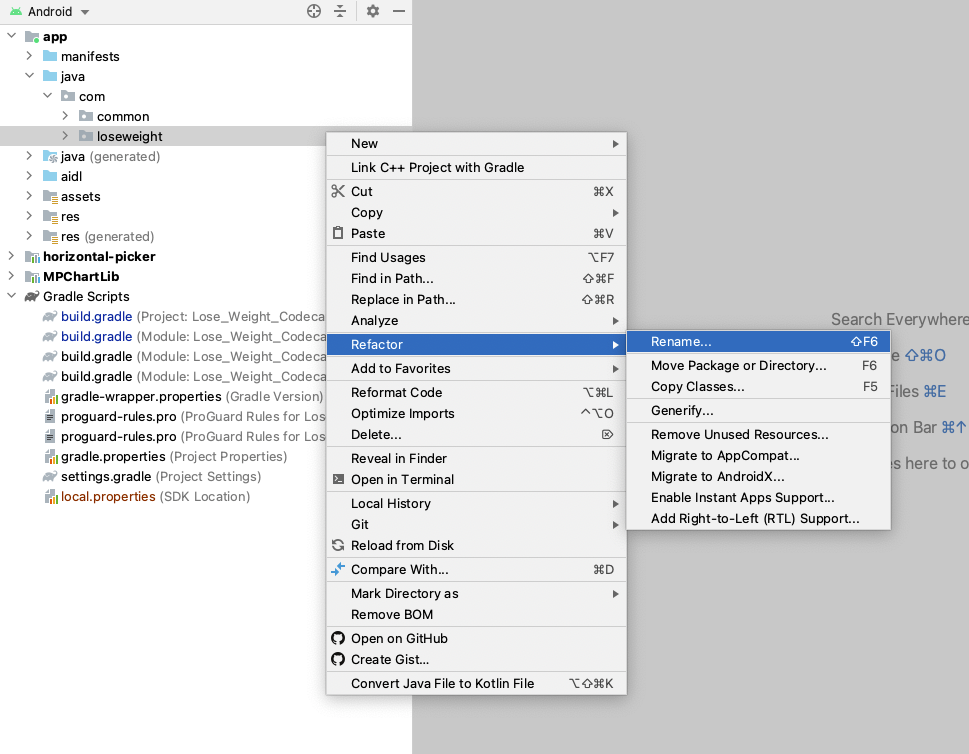 Android
app
manifests
java
com
common
loseweight
java (generated)
aidl
assets
res
res (generated)
horizontal-picker
MPChartLib
Gradle Scripts
build.gradle (Project: Lose_Weight_Codeca
build.gradle (Module: Lose_Weight_Codeca
build.gradle (Module: Lose_Weight_Codeca
build.gradle (Module: Lose_Weight_Codeca
gradle-wrapper.properties (Gradle Version)
proguard-rules.pro (ProGuard Rules for Los
proguard-rules.pro (ProGuard Rules for Los
gradle.properties (Project Properties)
settings.gradle (Project Settings)
local.properties (SDK Location)
New
Link C++ Project with Gradle
Cut ⌘X
Copy
Paste ⌘V
Find Usages ⌥F7
Find in Path... ⇧⌘F
Replace in Path... ⇧⌘R
Analyze
Refactor
Add to Favorites
Reformat Code ⌥⌘L
Optimize Imports ^⌥O
Delete... ⌦
Reveal in Finder
Open in Terminal
Local History
Git
Reload from Disk
Compare With... ⌘D
Mark Directory as
Remove BOM
Open on GitHub
Create Gist...
Convert Java File to Kotlin File ⌥⇧⌘K
Rename... ⇧F6
Move Package or Directory... F6
Copy Classes... F5
Generify...
Remove Unused Resources...
Migrate to AppCompat...
Migrate to AndroidX...
Enable Instant Apps Support...
Add Right-to-Left (RTL) Support...
Search Everywhere
e ⇧⌘O
Files ⌘E
on Bar ⌘↑
s here to o